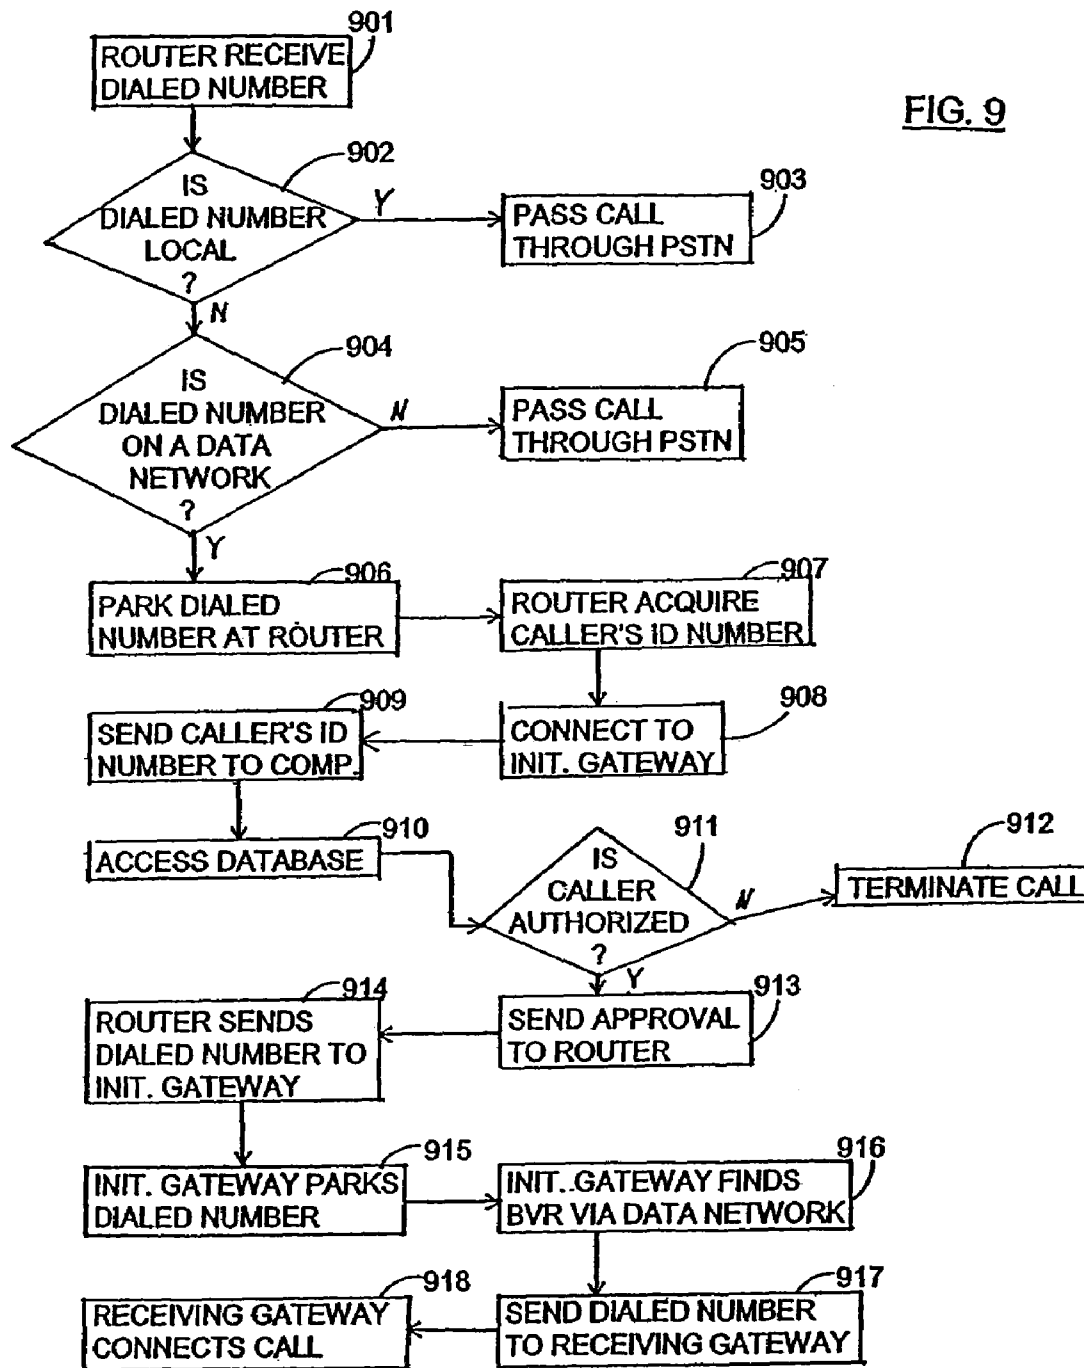 901
ROUTER RECEIVE
DIALED NUMBER
FIG. 9
902
IS
DIALED NUMBER
LOCAL
?
Y
903
PASS CALL
THROUGH PSTN
N
904
IS
DIALED NUMBER
ON A DATA
NETWORK
?
N
905
PASS CALL
THROUGH PSTN
Y
906
PARK DIALED
NUMBER AT ROUTER
907
ROUTER ACQUIRE
CALLER'S ID NUMBER
908
CONNECT TO
INIT. GATEWAY
909
SEND CALLER'S ID
NUMBER TO COMP.
910
ACCESS DATABASE
911
IS
CALLER
AUTHORIZED
?
N
912
TERMINATE CALL
Y
913
SEND APPROVAL
TO ROUTER
914
ROUTER SENDS
DIALED NUMBER TO
INIT. GATEWAY
915
INIT. GATEWAY PARKS
DIALED NUMBER
916
INIT. GATEWAY FINDS
BVR VIA DATA NETWORK
917
SEND DIALED NUMBER
TO RECEIVING GATEWAY
918
RECEIVING GATEWAY
CONNECTS CALL